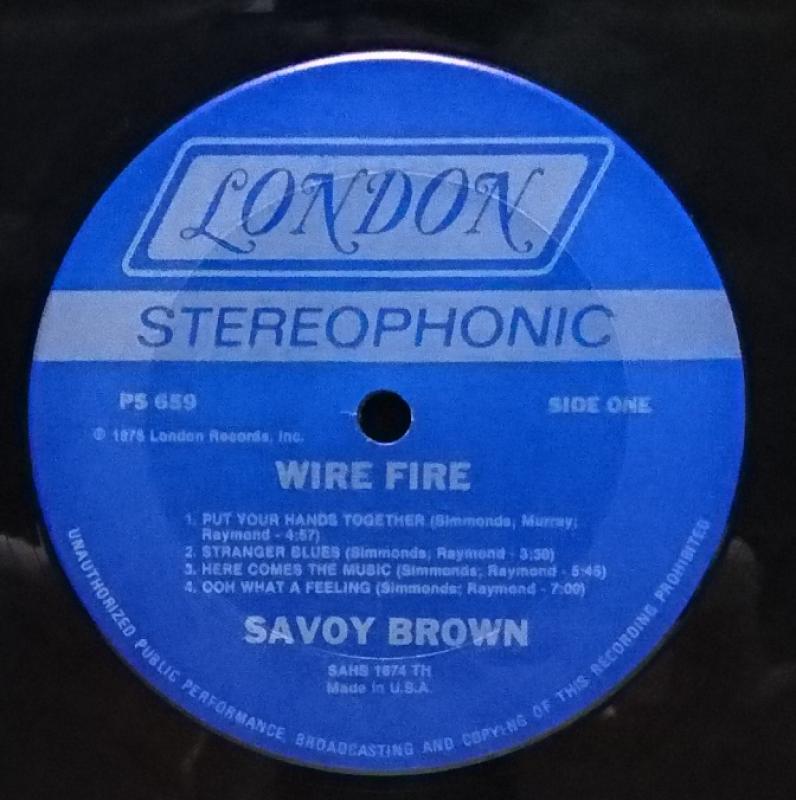 LONDON
STEREOPHONIC
PS 659
SIDE ONE
℗ 1975 London Records, Inc.
WIRE FIRE
1. PUT YOUR HANDS TOGETHER (Simmonds; Murray;
Raymond - 4:57)
2. STRANGER BLUES (Simmonds; Raymond - 3:50)
3. HERE COMES THE MUSIC (Simmonds; Raymond - 5:45)
4. OOH WHAT A FEELING (Simmonds; Raymond - 7:00)
SAVOY BROWN
SAHS 1674 TH
Made in U.S.A.
UNAUTHORIZED PUBLIC PERFORMANCE BROADCASTING AND COPYING OF THIS RECORDING PROHIBITED